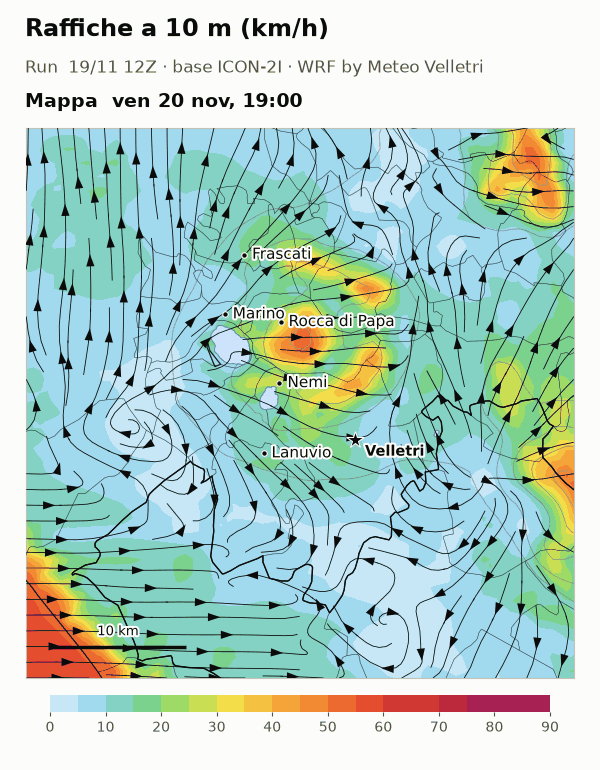 Raffiche a 10 m (km/h)
Run 19/11 12Z · base ICON-2I · WRF by Meteo Velletri
Mappa ven 20 nov, 19:00
Frascati
Marino
Rocca di Papa
Nemi
Velletri
Lanuvio
10 km
0 10 20 30 40 50 60 70 80 90